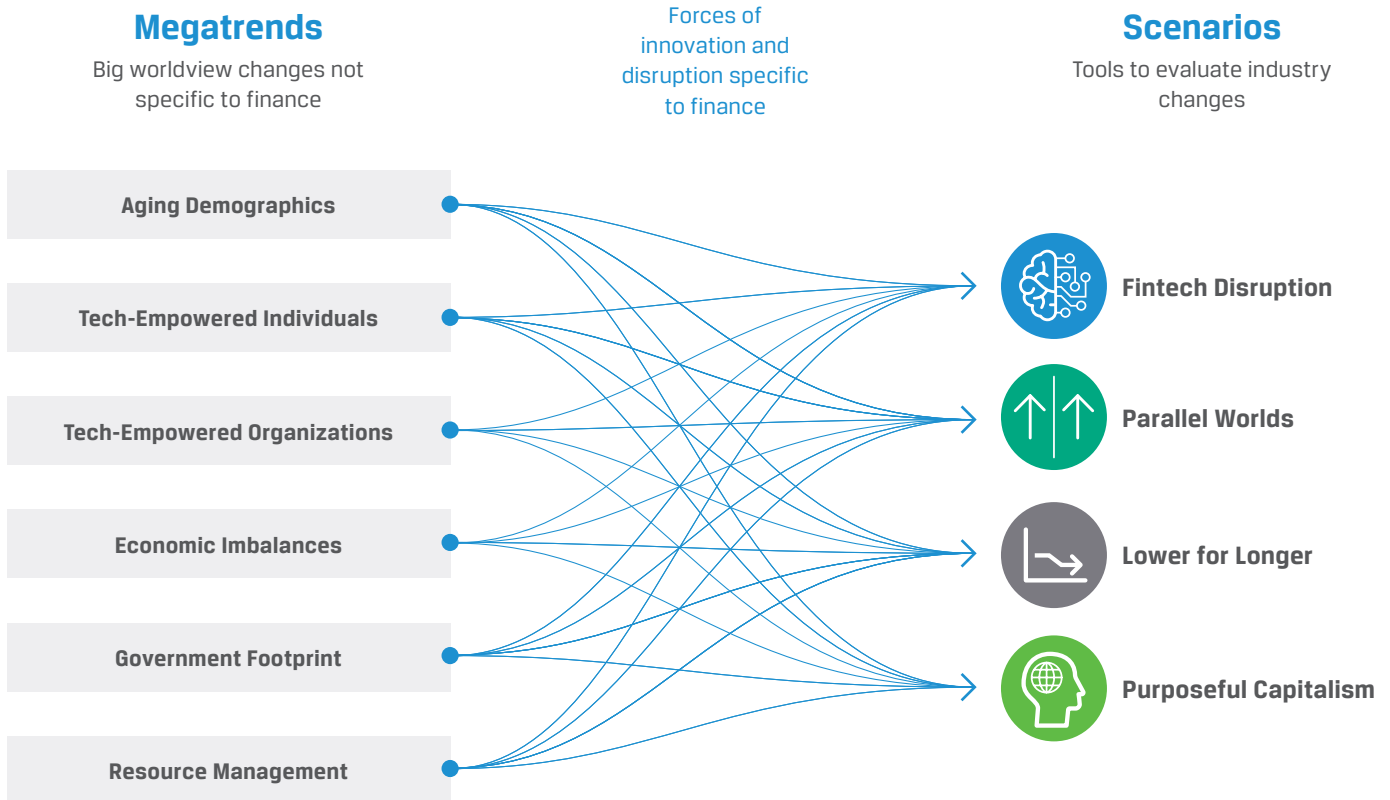 Megatrends
Big worldview changes not
specific to finance
Forces of
innovation and
disruption specific
to finance
Scenarios
Tools to evaluate industry
changes
Aging Demographics
Tech-Empowered Individuals
Tech-Empowered Organizations
Economic Imbalances
Government Footprint
Resource Management
Fintech Disruption
Parallel Worlds
Lower for Longer
Purposeful Capitalism